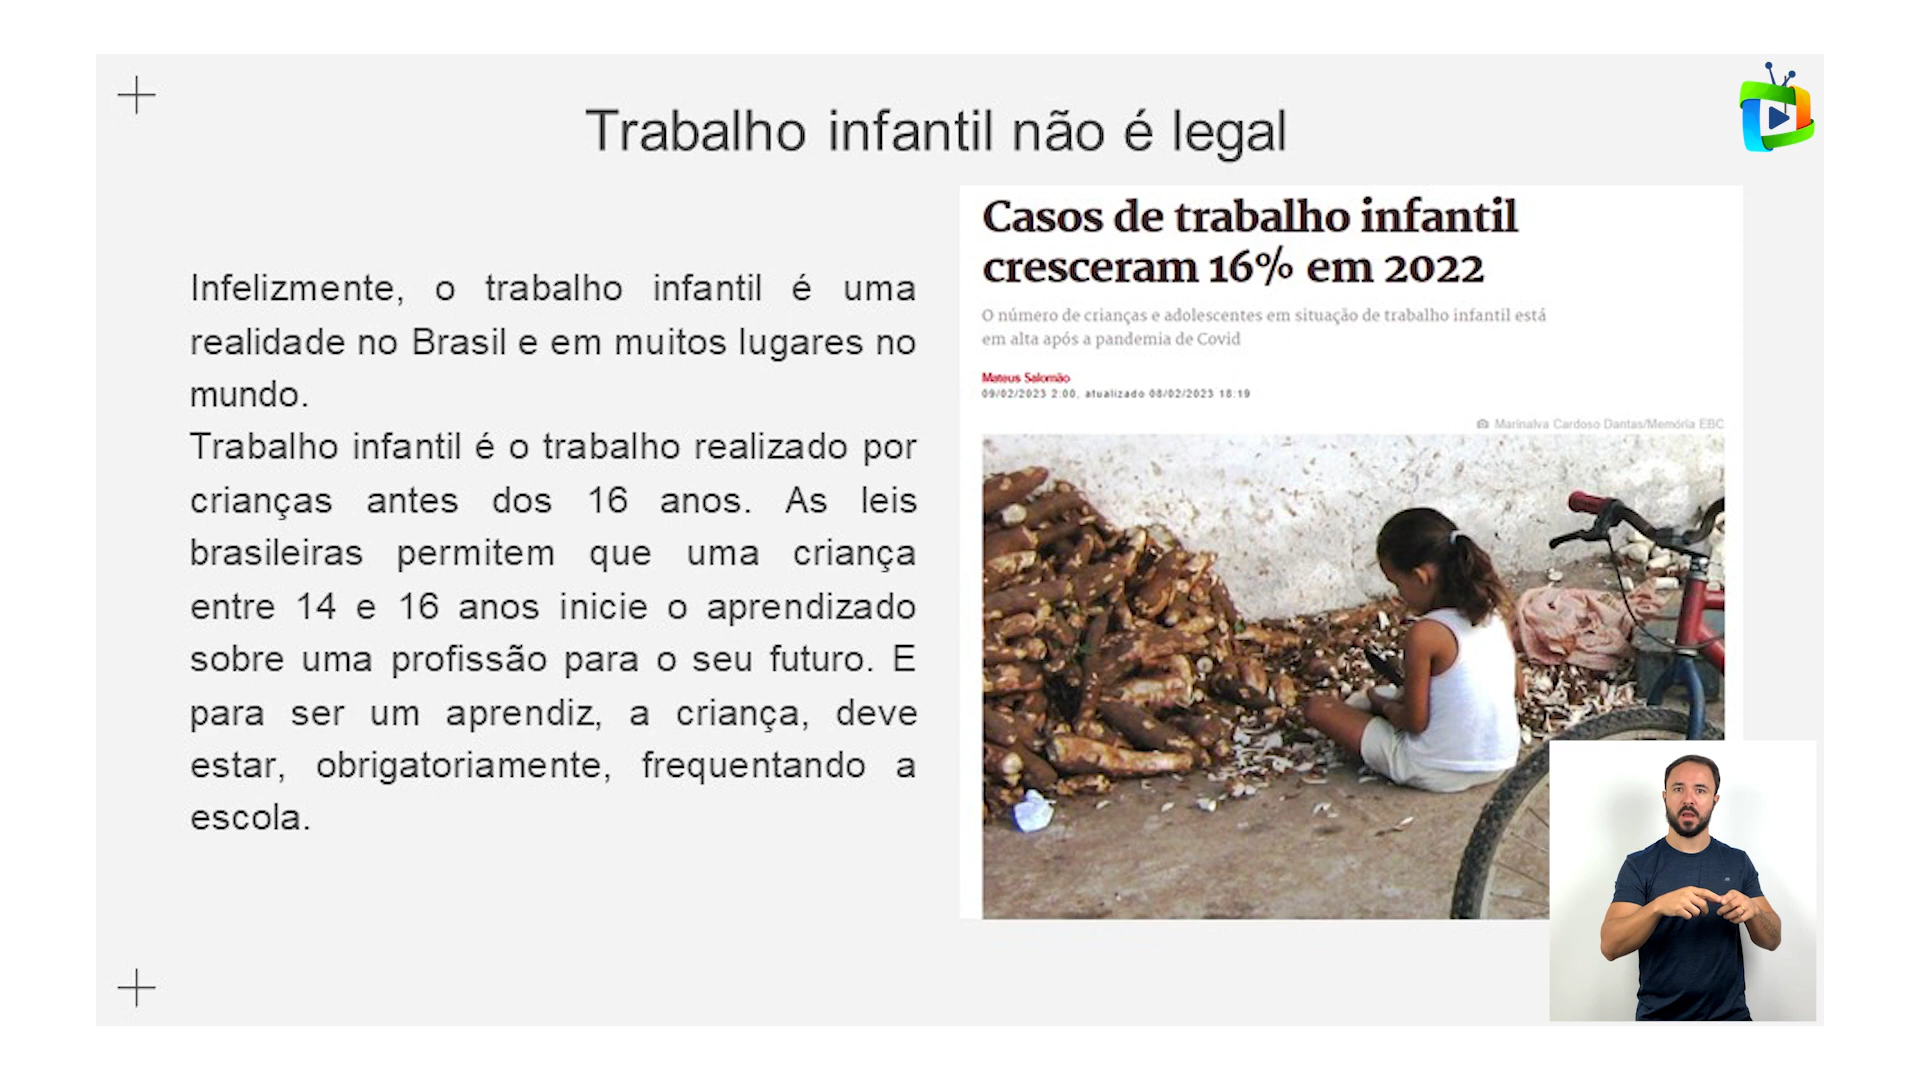 Trabalho infantil não é legal
Infelizmente, o trabalho infantil é uma
realidade no Brasil e em muitos lugares no
mundo.
Trabalho infantil é o trabalho realizado por
crianças antes dos 16 anos. As leis
brasileiras permitem que uma criança
entre 14 e 16 anos inicie o aprendizado
sobre uma profissão para o seu futuro. E
para ser um aprendiz, a criança, deve
estar, obrigatoriamente, frequentando a
escola.
Casos de trabalho infantil
cresceram 16% em 2022
O número de crianças e adolescentes em situação de trabalho infantil está
em alta após a pandemia de Covid
Mateus Salomão
09/02/2023 2:00, atualizado 08/02/2023 18:19
Marinalva Cardoso Dantas/Memória EBC